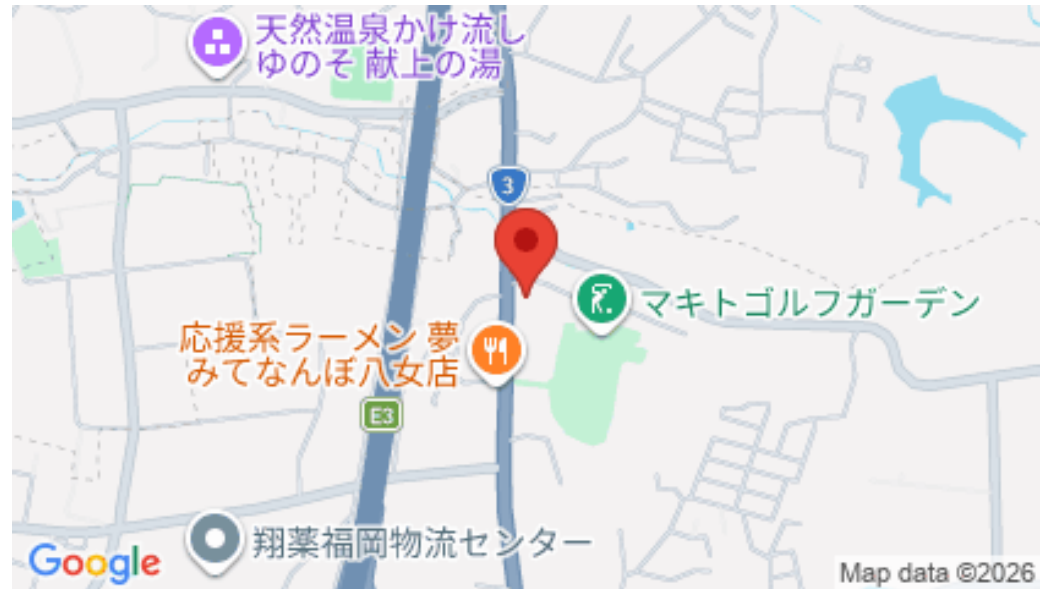 天然温泉かけ流し
ゆのそ 献上の湯
3
マキトゴルフガーデン
応援系ラーメン 夢
みてなんぼ八女店
E3
翔薬福岡物流センター
Google
Map data ©2026